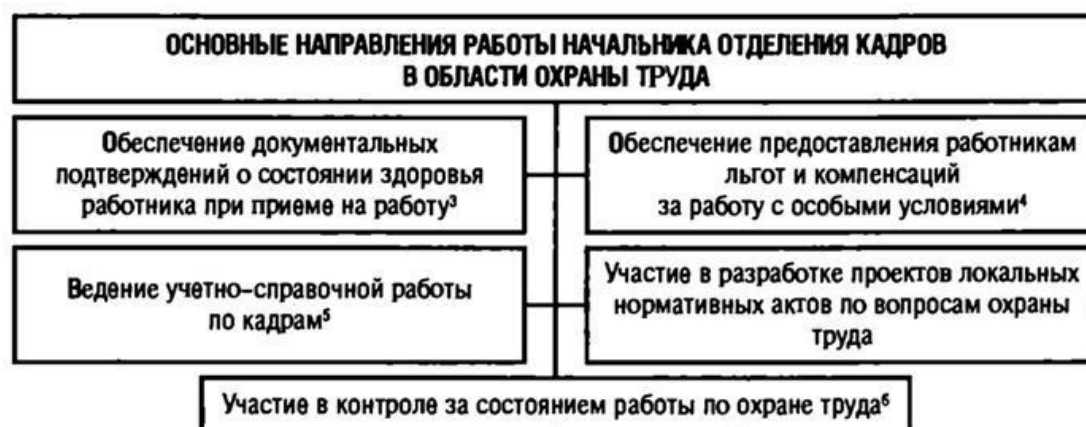 ОСНОВНЫЕ НАПРАВЛЕНИЯ РАБОТЫ НАЧАЛЬНИКА ОТДЕЛЕНИЯ КАДРОВ
В ОБЛАСТИ ОХРАНЫ ТРУДА
Обеспечение документальных
подтверждений о состоянии здоровья
работника при приеме на работу³
Обеспечение предоставления работникам
льгот и компенсаций
за работу с особыми условиями⁴
Ведение учетно-справочной работы
по кадрам⁵
Участие в разработке проектов локальных
нормативных актов по вопросам охраны
труда
Участие в контроле за состоянием работы по охране труда⁶